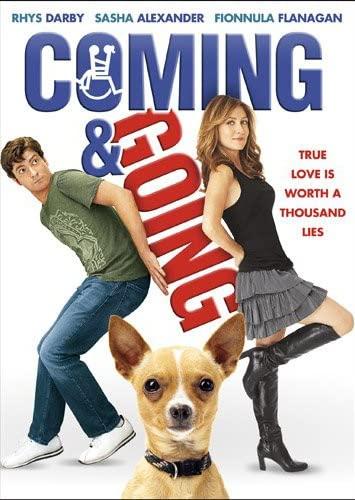 RHYS DARBY SASHA ALEXANDER FIONNULA FLANAGAN
COMING
& GOING
TRUE
LOVE IS
WORTH A
THOUSAND
LIES